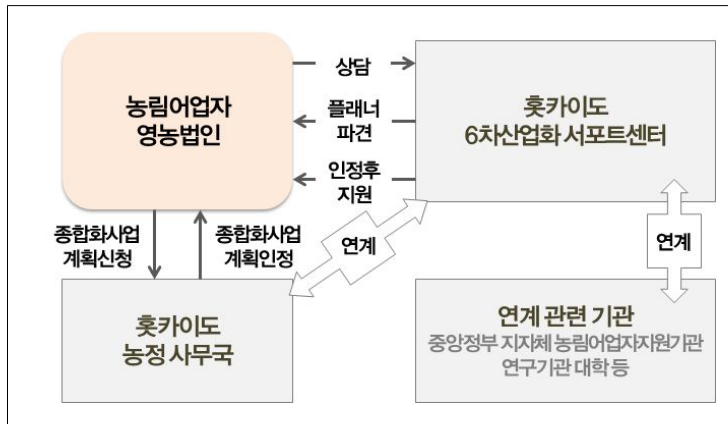 농림어업자
영농법인
상담
플래너
파견
인정후
지원
홋카이도
6차산업화 서포트센터
종합화사업
계획신청
종합화사업
계획인정
연계
연계
홋카이도
농정 사무국
연계 관련 기관
중앙정부 지자체 농림어업자지원기관
연구기관 대학 등